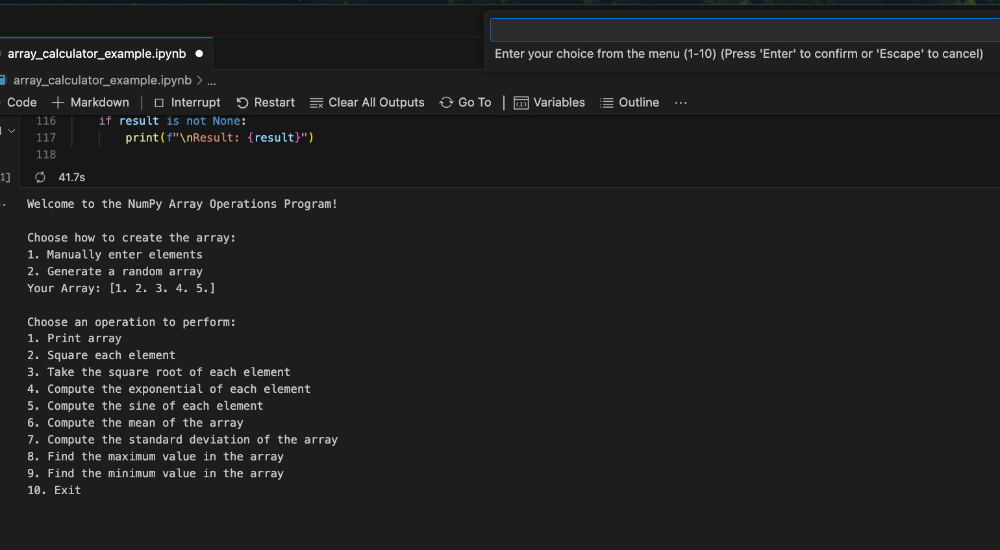 Enter your choice from the menu (1-10) (Press 'Enter' to confirm or 'Escape' to cancel)
array_calculator_example.ipynb
array_calculator_example.ipynb > ...
Code + Markdown | Interrupt Restart Clear All Outputs Go To | Variables Outline ...
116 if result is not None:
117 print(f"\nResult: {result}")
118
1] 41.7s
Welcome to the NumPy Array Operations Program!
Choose how to create the array:
1. Manually enter elements
2. Generate a random array
Your Array: [1. 2. 3. 4. 5.]
Choose an operation to perform:
1. Print array
2. Square each element
3. Take the square root of each element
4. Compute the exponential of each element
5. Compute the sine of each element
6. Compute the mean of the array
7. Compute the standard deviation of the array
8. Find the maximum value in the array
9. Find the minimum value in the array
10. Exit